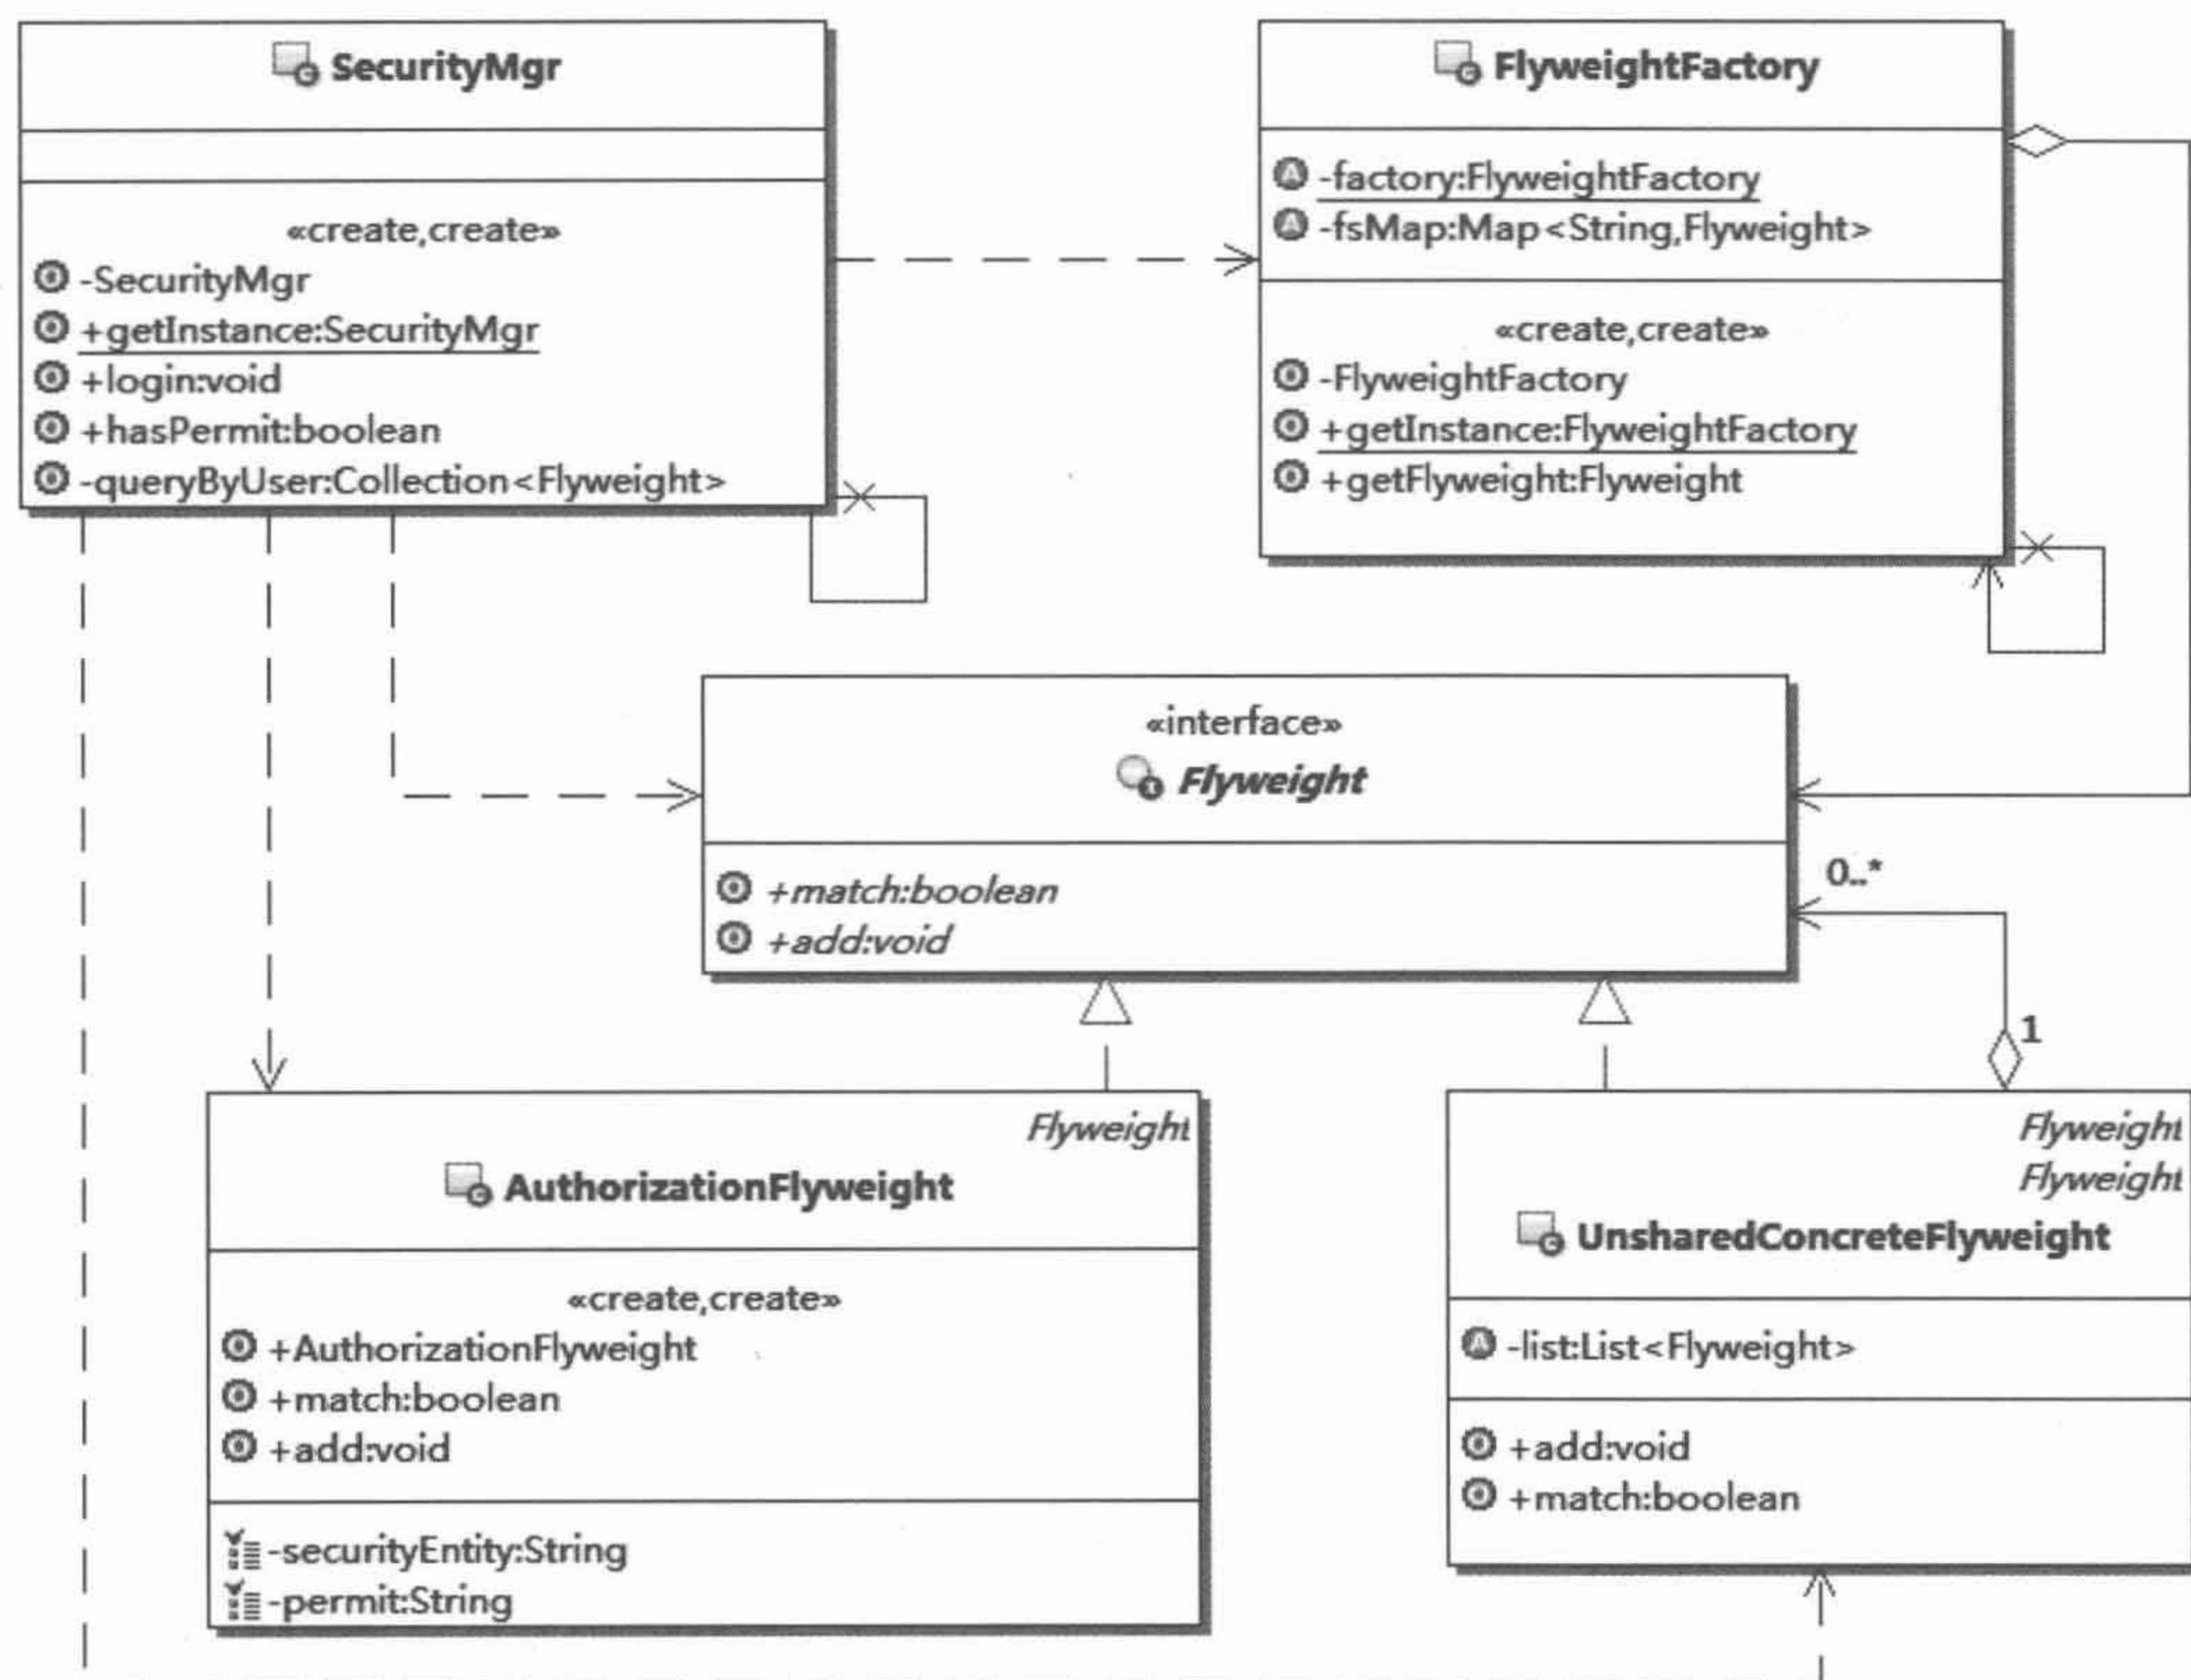 SecurityMgr
«create,create»
-SecurityMgr
+getInstance:SecurityMgr
+login:void
+hasPermit:boolean
-queryByUser:Collection<Flyweight>
FlyweightFactory
-factory:FlyweightFactory
-fsMap:Map<String,Flyweight>
«create,create»
-FlyweightFactory
+getInstance:FlyweightFactory
+getFlyweight:Flyweight
«interface»
Flyweight
+match:boolean
+add:void
0..*
1
Flyweight
AuthorizationFlyweight
«create,create»
+AuthorizationFlyweight
+match:boolean
+add:void
-securityEntity:String
-permit:String
Flyweight
Flyweight
UnsharedConcreteFlyweight
-list:List<Flyweight>
+add:void
+match:boolean